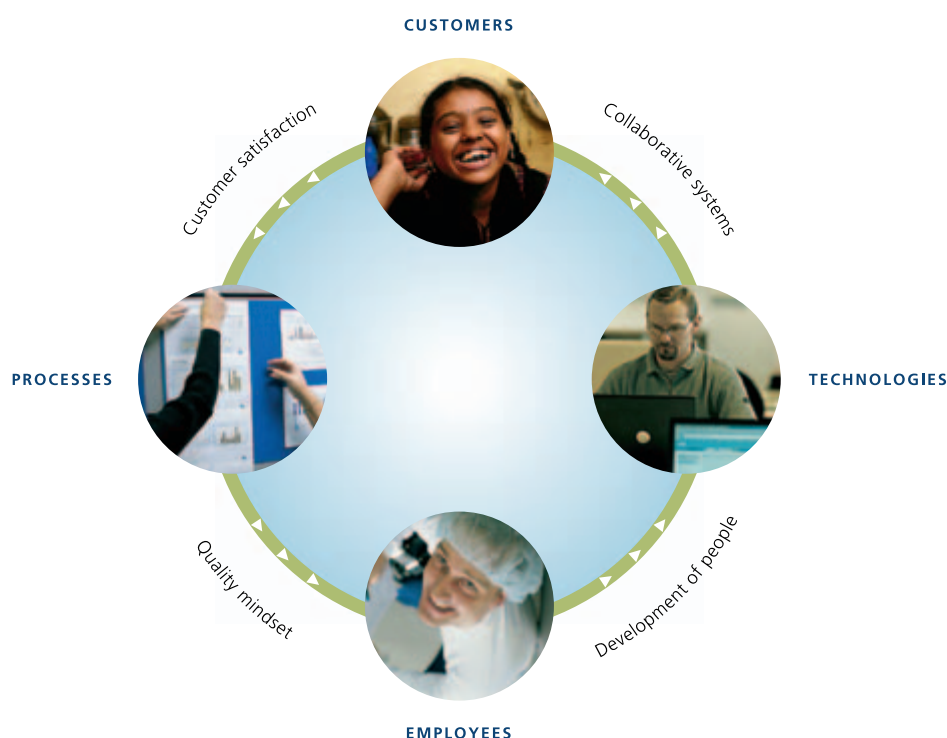 CUSTOMERS
Customer satisfaction
Collaborative systems
PROCESSES
TECHNOLOGIES
Quality mindset
Development of people
EMPLOYEES